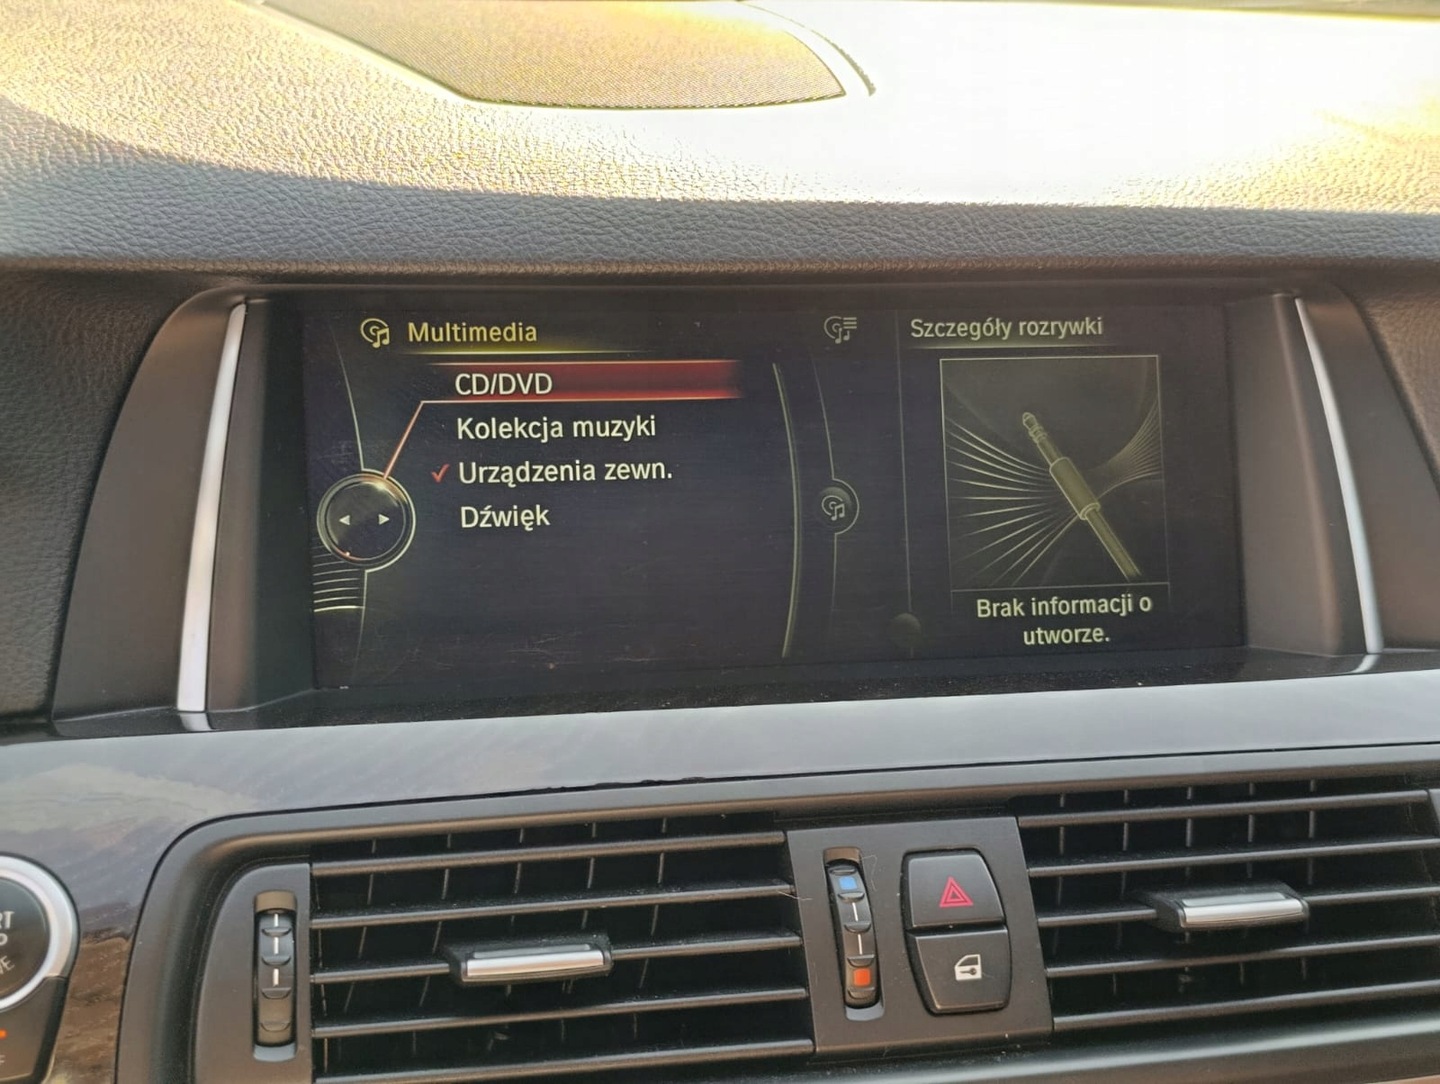 Multimedia
CD/DVD
Kolekcja muzyki
Urządzenia zewn.
Dźwięk
Szczegóły rozrywki
Brak informacji o
utworze.